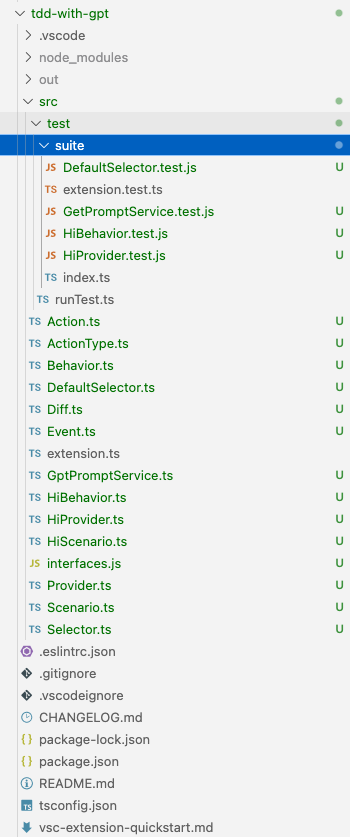 tdd-with-gpt
.vscode
node_modules
out
src
test
suite
JS DefaultSelector.test.js U
TS extension.test.ts
JS GetPromptService.test.js U
JS HiBehavior.test.js U
JS HiProvider.test.js U
TS index.ts
TS runTest.ts
TS Action.ts U
TS ActionType.ts U
TS Behavior.ts U
TS DefaultSelector.ts U
TS Diff.ts U
TS Event.ts U
TS extension.ts
TS GptPromptService.ts U
TS HiBehavior.ts U
TS HiProvider.ts U
TS HiScenario.ts U
JS interfaces.js U
TS Provider.ts U
TS Scenario.ts U
TS Selector.ts U
.eslintrc.json
.gitignore
.vscodeignore
CHANGELOG.md
{ } package-lock.json
{ } package.json
README.md
TS tsconfig.json
vsc-extension-quickstart.md